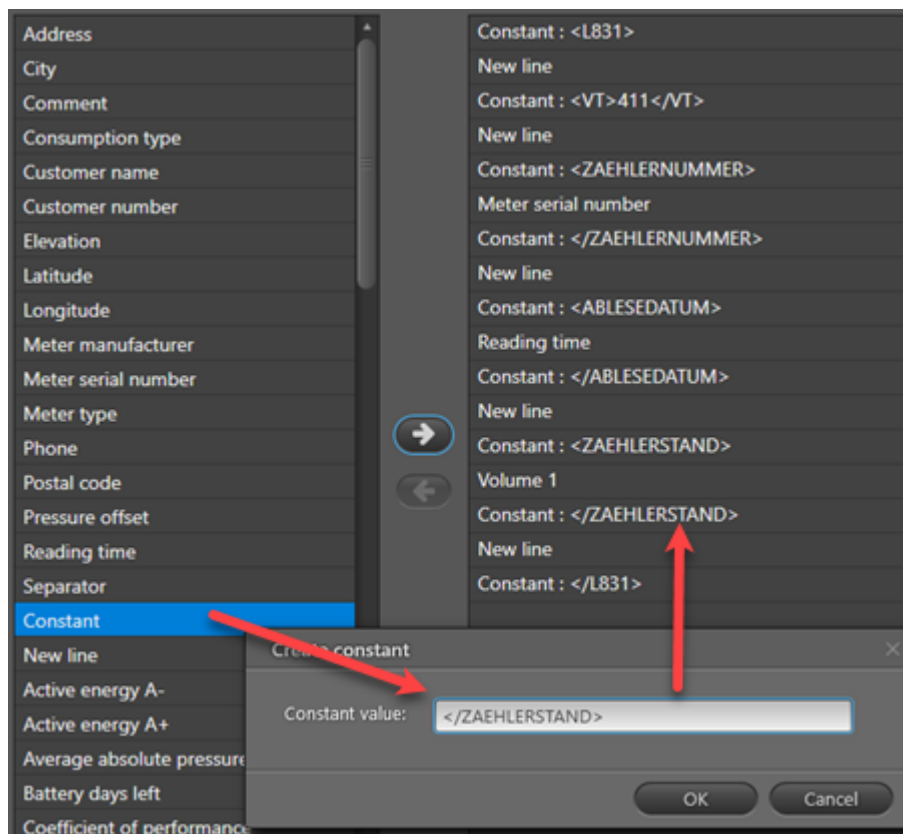 Address
City
Comment
Consumption type
Customer name
Customer number
Elevation
Latitude
Longitude
Meter manufacturer
Meter serial number
Meter type
Phone
Postal code
Pressure offset
Reading time
Separator
Constant
New line
Active energy A-
Active energy A+
Average absolute pressure
Battery days left
Coefficient of performance
Constant : <L831>
New line
Constant : <VT>411</VT>
New line
Constant : <ZAEHLERNUMMER>
Meter serial number
Constant : </ZAEHLERNUMMER>
New line
Constant : <ABLESEDATUM>
Reading time
Constant : </ABLESEDATUM>
New line
Constant : <ZAEHLERSTAND>
Volume 1
Constant : </ZAEHLERSTAND>
New line
Constant : </L831>
Create constant
Constant value: </ZAEHLERSTAND>
OK Cancel